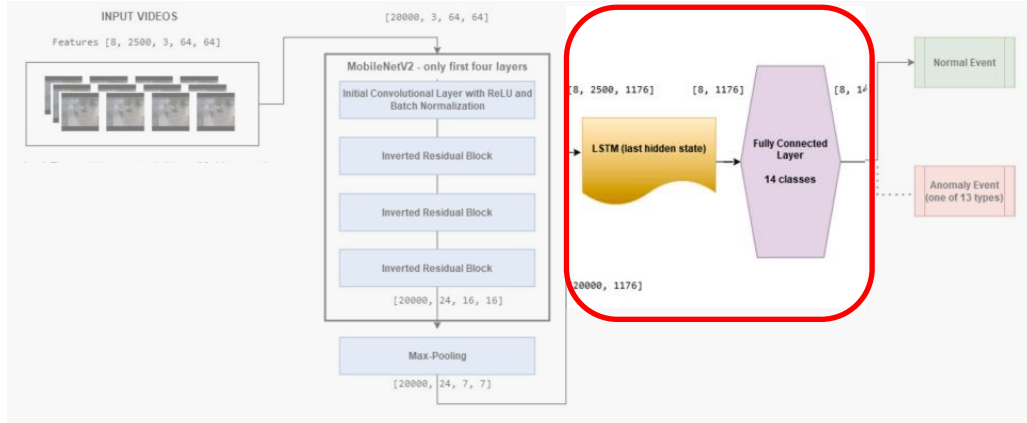 INPUT VIDEOS
Features [8, 2500, 3, 64, 64]
[20000, 3, 64, 64]
MobileNetV2 - only first four layers
Initial Convolutional Layer with ReLU and
Batch Normalization
Inverted Residual Block
Inverted Residual Block
Inverted Residual Block
[20000, 24, 16, 16]
Max-Pooling
[20000, 24, 7, 7]
20000, 1176]
[8, 2500, 1176]
LSTM (last hidden state)
[8, 1176]
Fully Connected
Layer
14 classes
[8, 14
Normal Event
Anomaly Event
(one of 13 types)